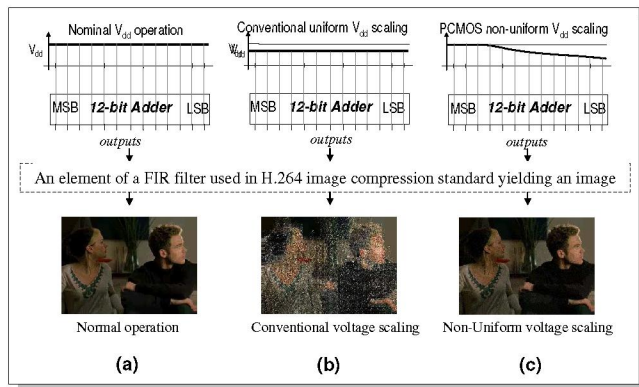 Nominal Vdd operation
Conventional uniform Vdd scaling
PCMOS non-uniform Vdd scaling
Vdd
Vdd
MSB 12-bit Adder LSB
MSB 12-bit Adder LSB
MSB 12-bit Adder LSB
outputs
outputs
outputs
An element of a FIR filter used in H.264 image compression standard yielding an image
Normal operation
Conventional voltage scaling
Non-Uniform voltage scaling
(a)
(b)
(c)